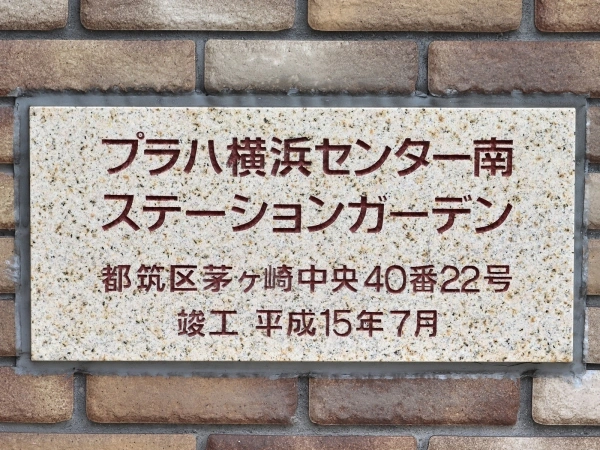 プラハ横浜センター南
ステーションガーデン
都筑区茅ヶ崎中央40番22号
竣工 平成15年7月